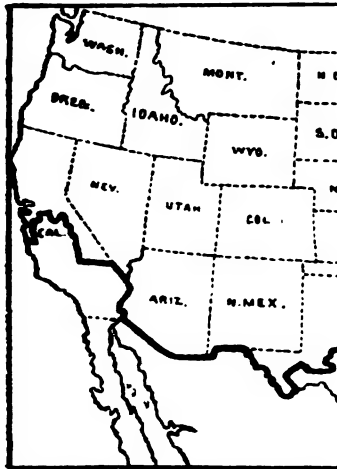 WASH.
MONT.
N D
OREG.
IDAHO.
S.D
WYO.
N
NEV.
UTAH
COL.
CAL.
ARIZ.
N.MEX.